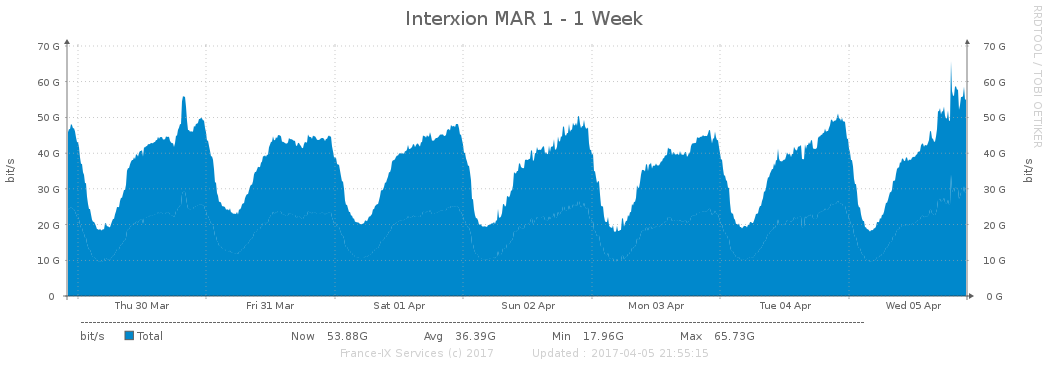 Interxion MAR 1 - 1 Week
RRDTOOL / TOBI OETIKER
70 G 70 G
60 G 60 G
50 G 50 G
40 G 40 G
30 G 30 G
20 G 20 G
10 G 10 G
0 0 G
bit/s bit/s
Thu 30 Mar Fri 31 Mar Sat 01 Apr Sun 02 Apr Mon 03 Apr Tue 04 Apr Wed 05 Apr
bit/s Total Now 53.88G Avg 36.39G Min 17.96G Max 65.73G
France-IX Services (c) 2017 Updated : 2017-04-05 21:55:15